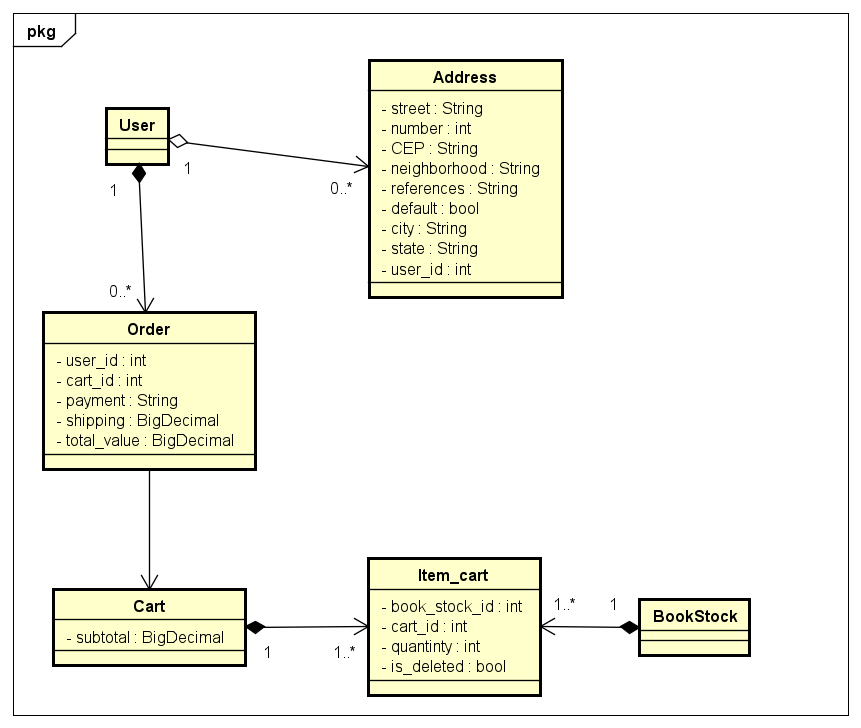 pkg
User
1
1
0..*
0..*
Address
- street : String
- number : int
- CEP : String
- neighborhood : String
- references : String
- default : bool
- city : String
- state : String
- user_id : int
Order
- user_id : int
- cart_id : int
- payment : String
- shipping : BigDecimal
- total_value : BigDecimal
Cart
- subtotal : BigDecimal
1
1..*
Item_cart
- book_stock_id : int
- cart_id : int
- quantinty : int
- is_deleted : bool
1..*
1
BookStock